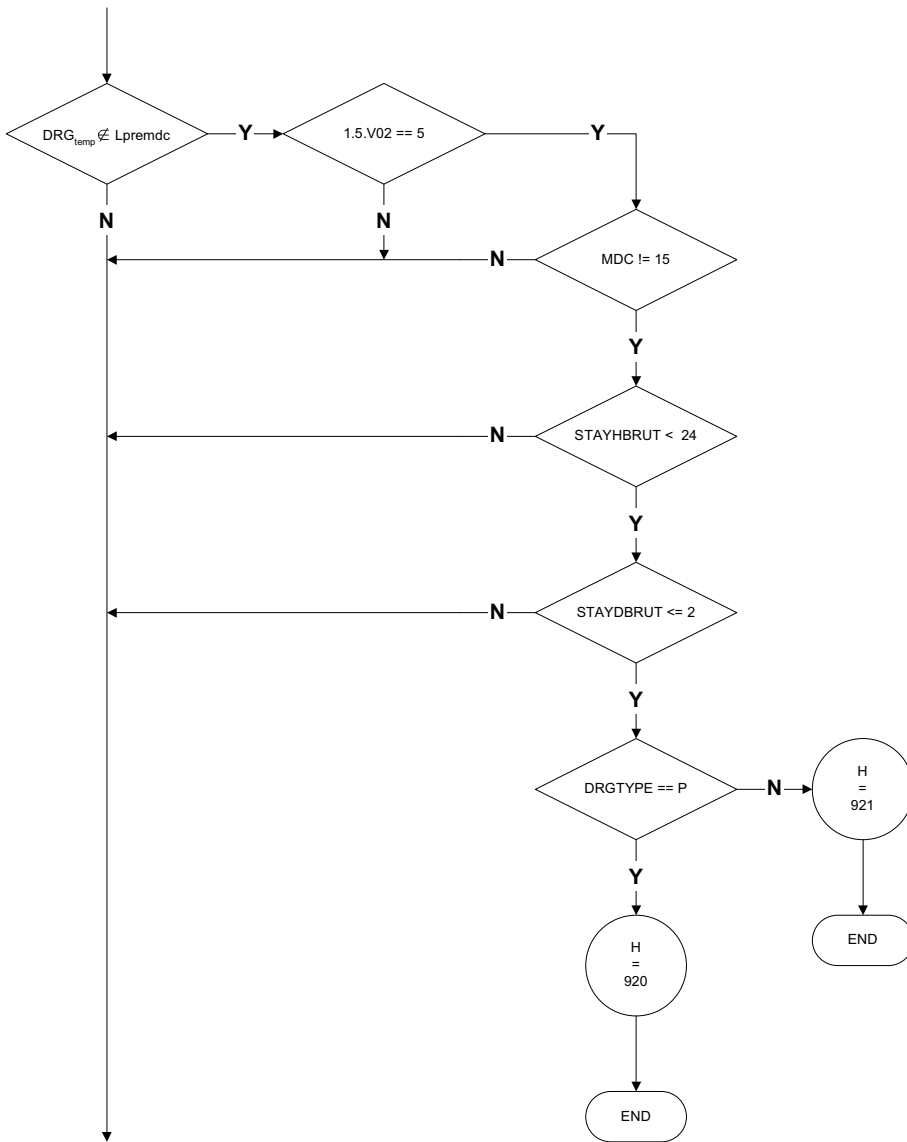 DRGtemp ∉ Lpremdc
Y
1.5.V02 == 5
Y
N
N
MDC != 15
N
Y
STAYHBRUT < 24
N
Y
STAYDBRUT <= 2
N
Y
DRGTYPE == P
N
H
=
921
Y
END
H
=
920
END